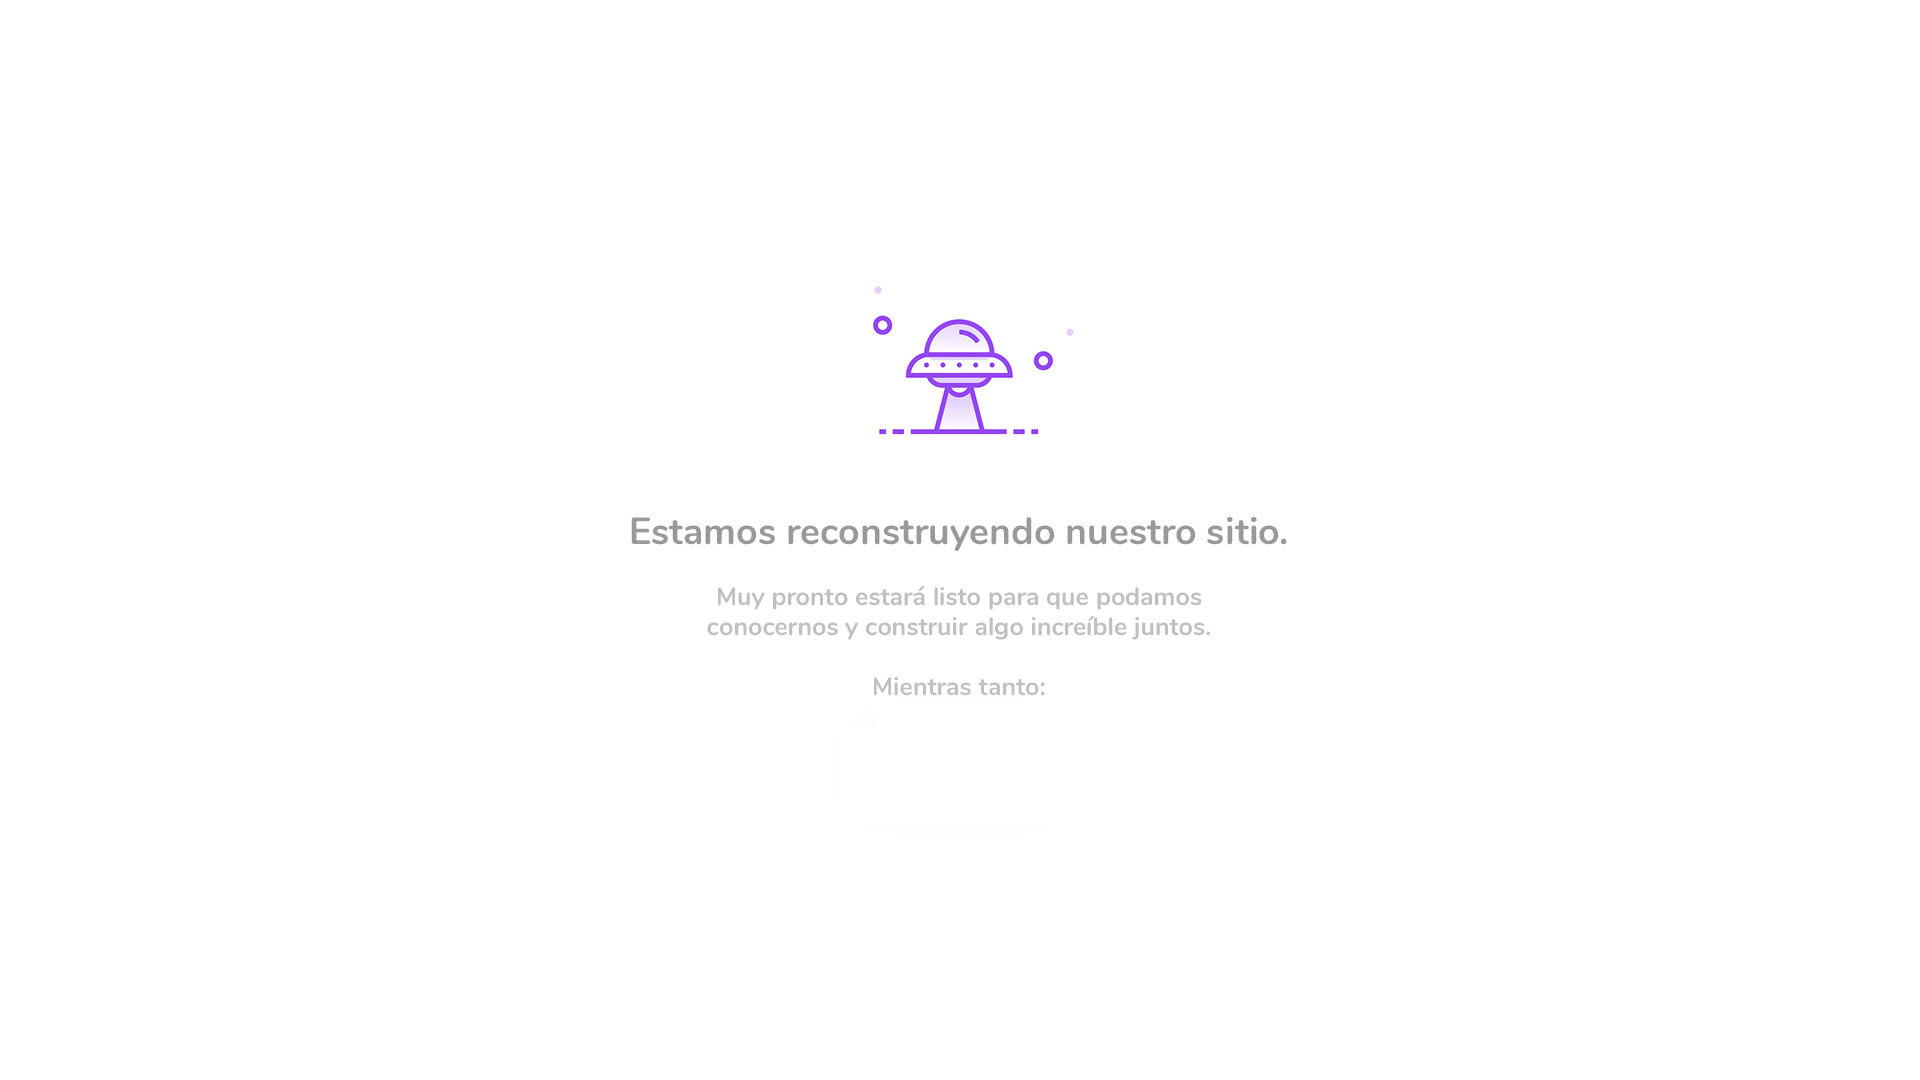 Estamos reconstruyendo nuestro sitio.
Muy pronto estará listo para que podamos
conocernos y construir algo increíble juntos.
Mientras tanto: